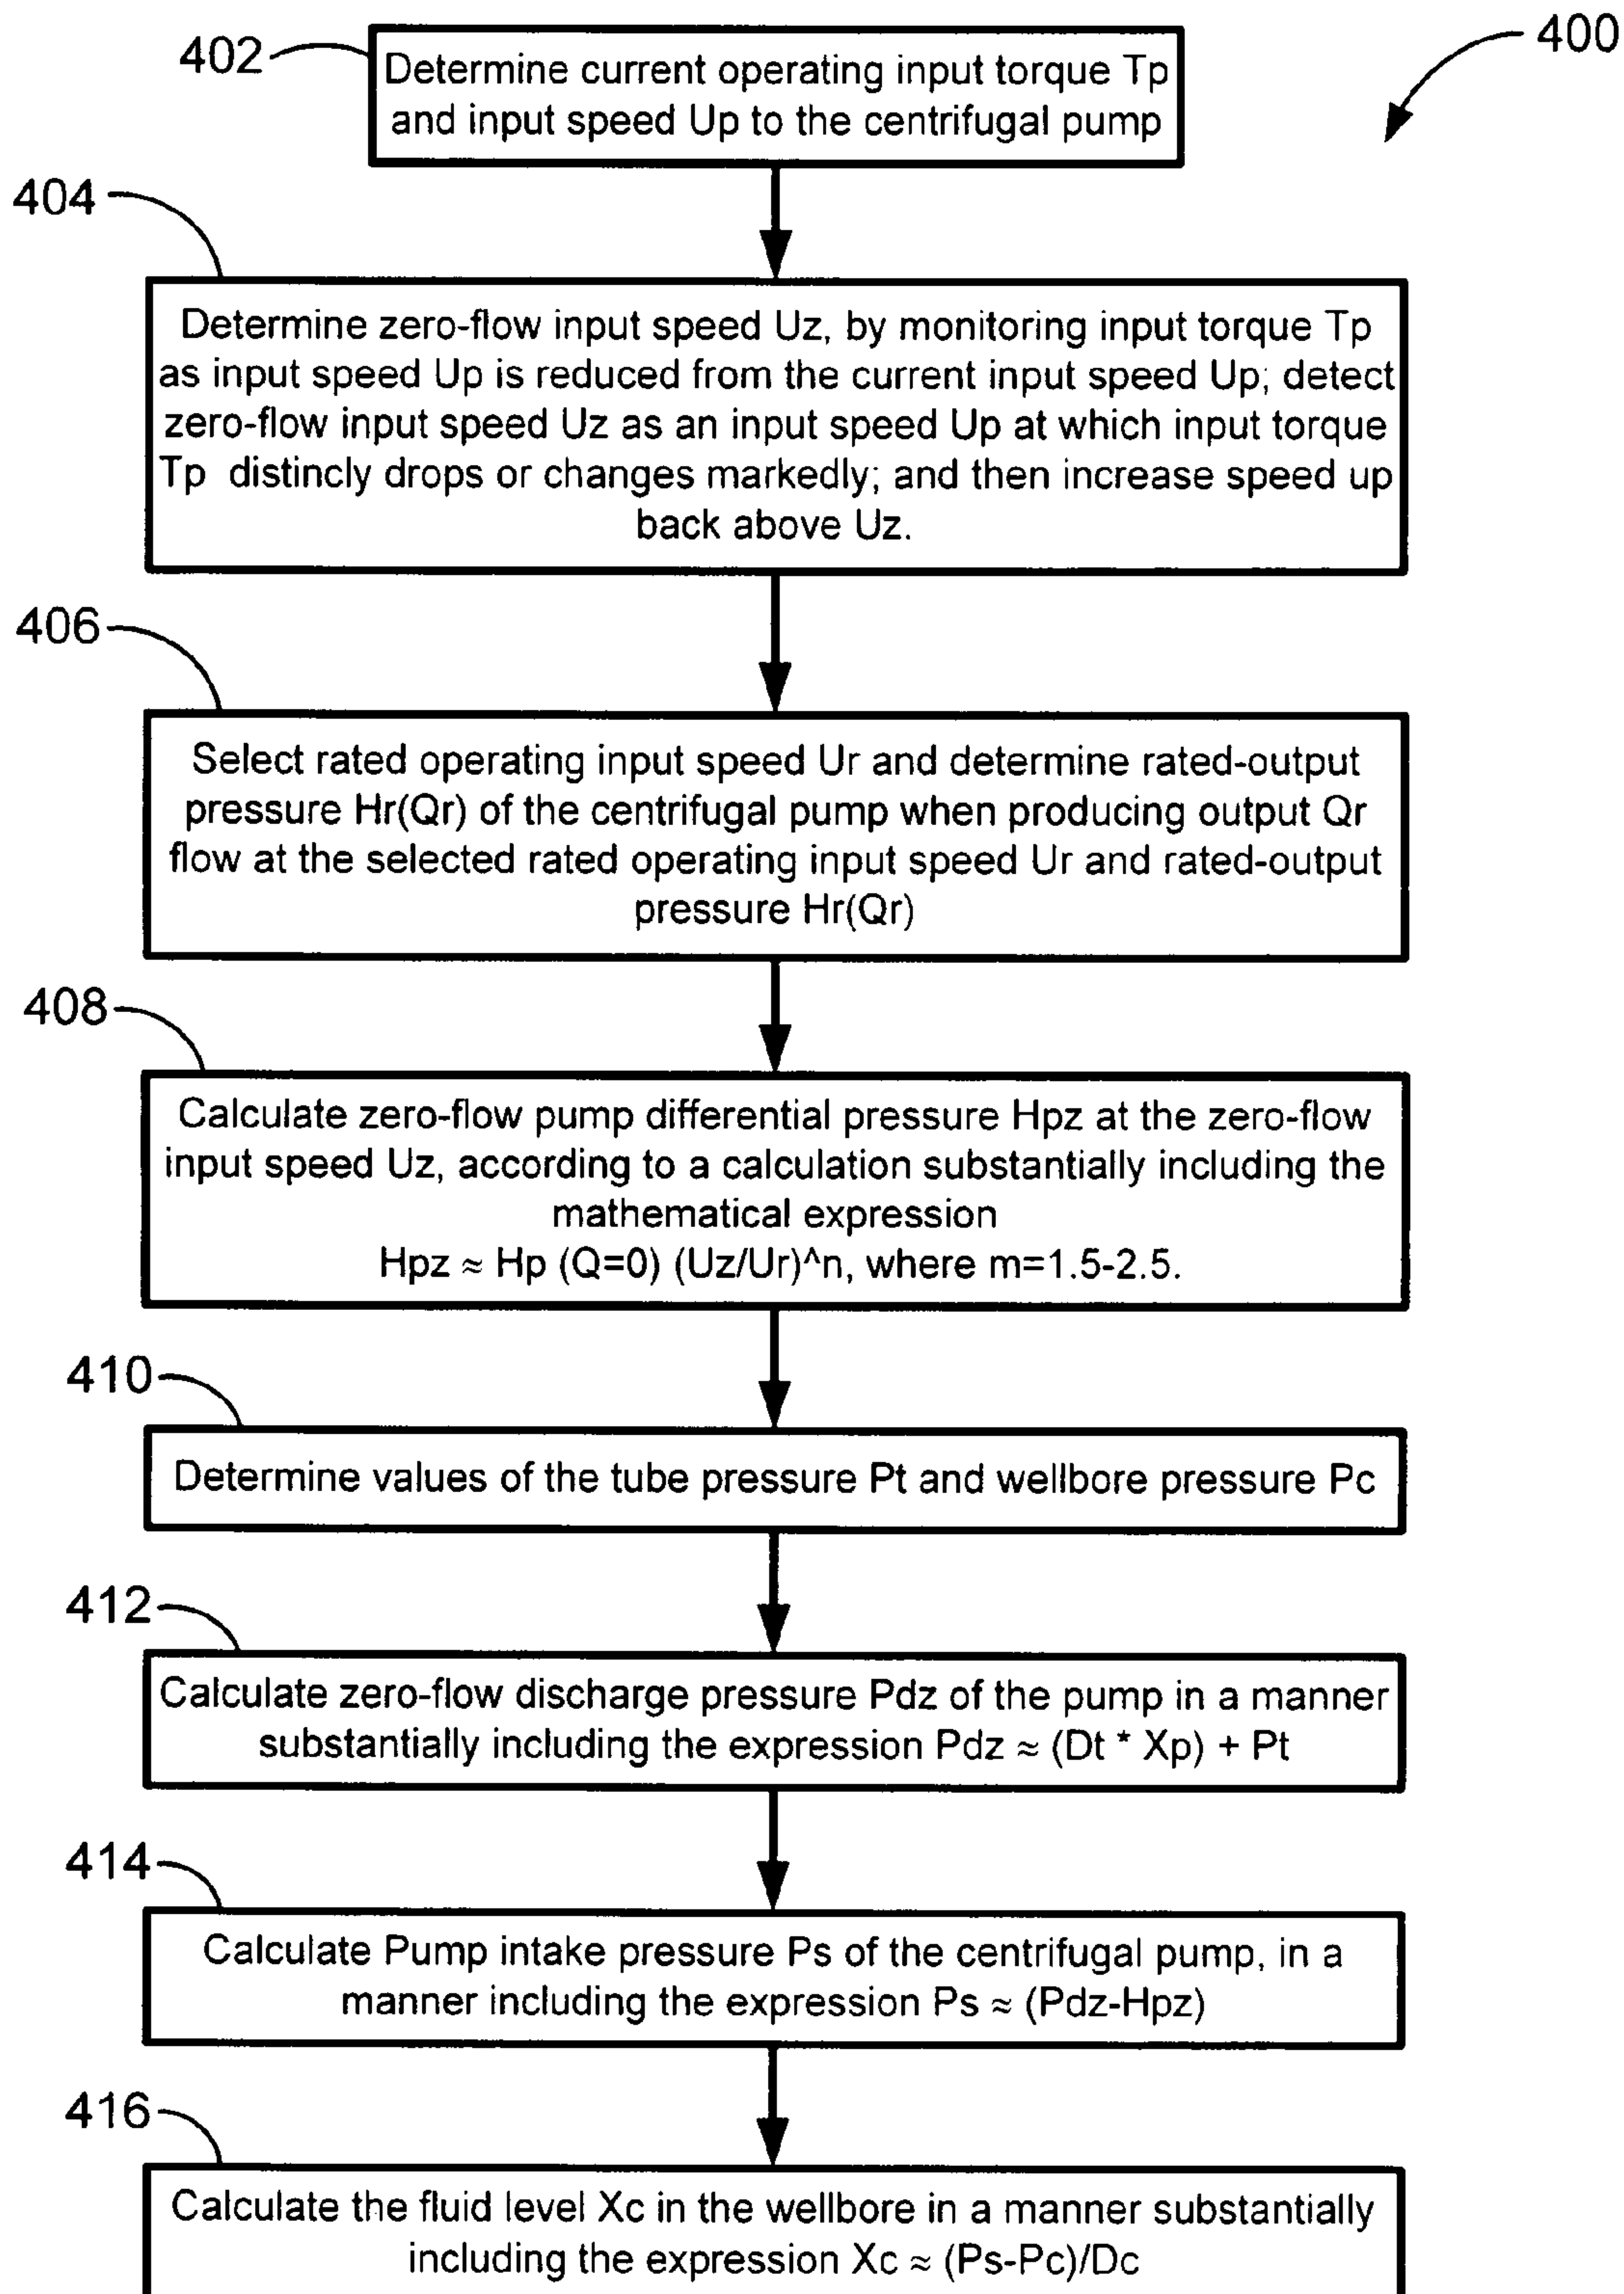 400
402
Determine current operating input torque Tp
and input speed Up to the centrifugal pump
404
Determine zero-flow input speed Uz, by monitoring input torque Tp
as input speed Up is reduced from the current input speed Up; detect
zero-flow input speed Uz as an input speed Up at which input torque
Tp distincly drops or changes markedly; and then increase speed up
back above Uz.
406
Select rated operating input speed Ur and determine rated-output
pressure Hr(Qr) of the centrifugal pump when producing output Qr
flow at the selected rated operating input speed Ur and rated-output
pressure Hr(Qr)
408
Calculate zero-flow pump differential pressure Hpz at the zero-flow
input speed Uz, according to a calculation substantially including the
mathematical expression
Hpz ≈ Hp (Q=0) (Uz/Ur)^n, where m=1.5-2.5.
410
Determine values of the tube pressure Pt and wellbore pressure Pc
412
Calculate zero-flow discharge pressure Pdz of the pump in a manner
substantially including the expression Pdz ≈ (Dt * Xp) + Pt
414
Calculate Pump intake pressure Ps of the centrifugal pump, in a
manner including the expression Ps ≈ (Pdz-Hpz)
416
Calculate the fluid level Xc in the wellbore in a manner substantially
including the expression Xc ≈ (Ps-Pc)/Dc